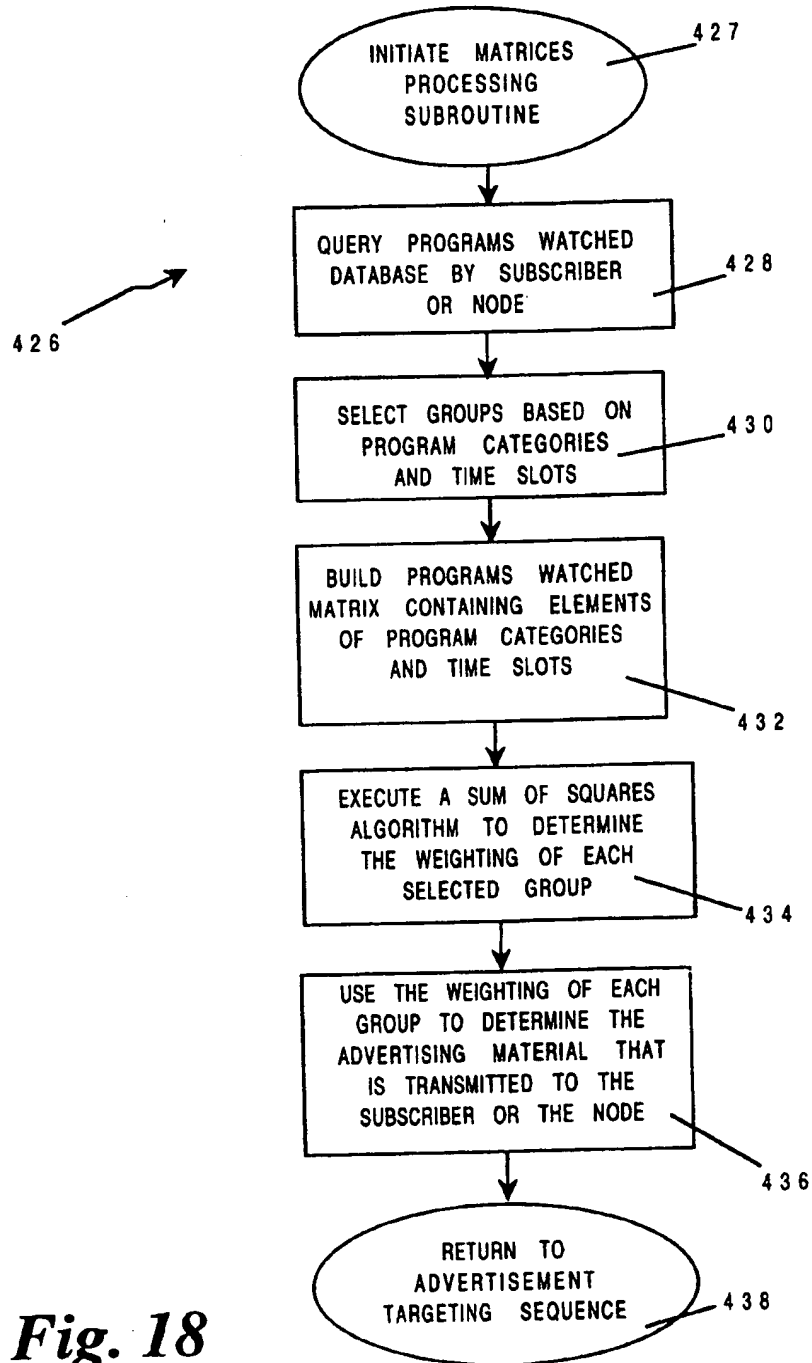 INITIATE MATRICES
PROCESSING
SUBROUTINE
427
QUERY PROGRAMS WATCHED
DATABASE BY SUBSCRIBER
OR NODE
428
426
SELECT GROUPS BASED ON
PROGRAM CATEGORIES
AND TIME SLOTS
430
BUILD PROGRAMS WATCHED
MATRIX CONTAINING ELEMENTS
OF PROGRAM CATEGORIES
AND TIME SLOTS
432
EXECUTE A SUM OF SQUARES
ALGORITHM TO DETERMINE
THE WEIGHTING OF EACH
SELECTED GROUP
434
USE THE WEIGHTING OF EACH
GROUP TO DETERMINE THE
ADVERTISING MATERIAL THAT
IS TRANSMITTED TO THE
SUBSCRIBER OR THE NODE
436
RETURN TO
ADVERTISEMENT
TARGETING SEQUENCE
438
Fig. 18